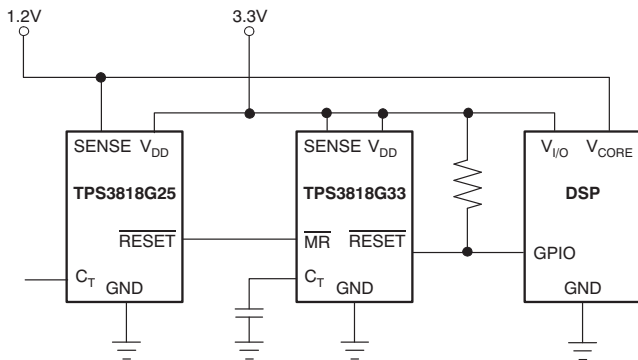 1.2V 3.3V
SENSE V_DD SENSE V_DD V_I/O V_CORE
TPS3818G25 TPS3818G33 DSP
RESET MR RESET GPIO
C_T GND C_T GND GND